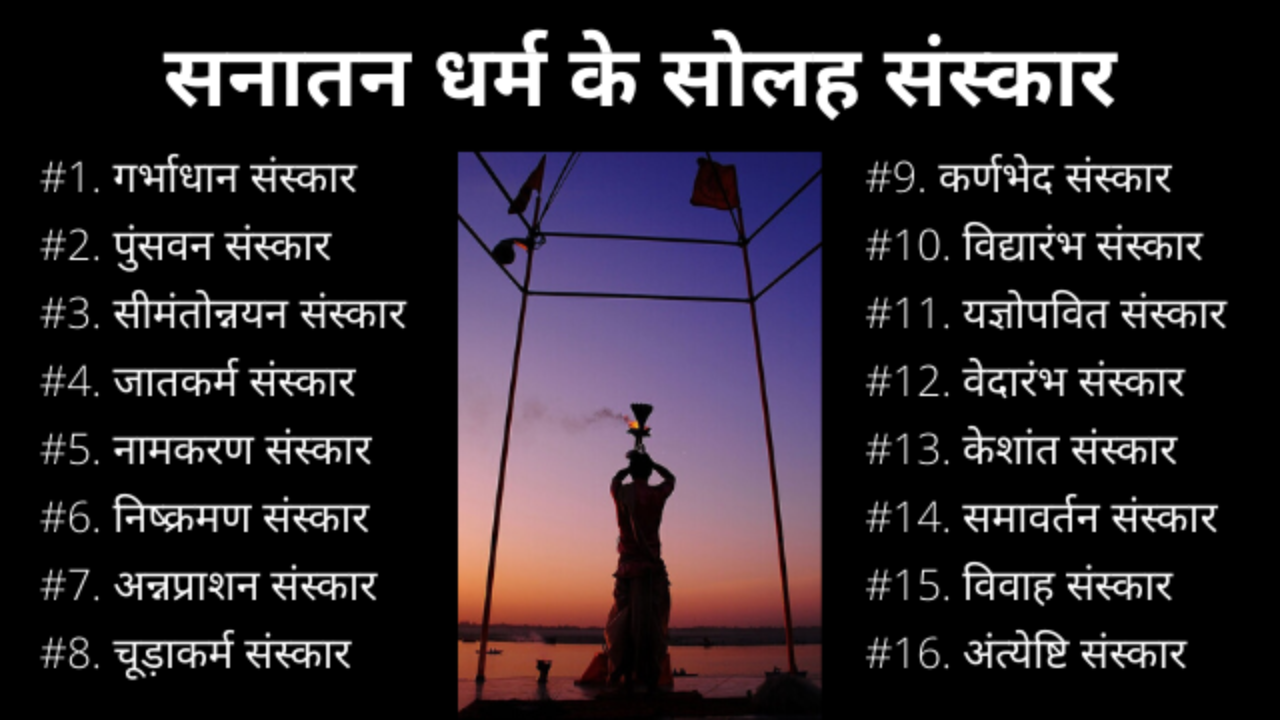 सनातन धर्म के सोलह संस्कार
#1. गर्भाधान संस्कार
#2. पुंसवन संस्कार
#3. सीमंतोन्नयन संस्कार
#4. जातकर्म संस्कार
#5. नामकरण संस्कार
#6. निष्क्रमण संस्कार
#7. अन्नप्राशन संस्कार
#8. चूड़ाकर्म संस्कार
#9. कर्णभेद संस्कार
#10. विद्यारंभ संस्कार
#11. यज्ञोपवित संस्कार
#12. वेदारंभ संस्कार
#13. केशांत संस्कार
#14. समावर्तन संस्कार
#15. विवाह संस्कार
#16. अंत्येष्टि संस्कार